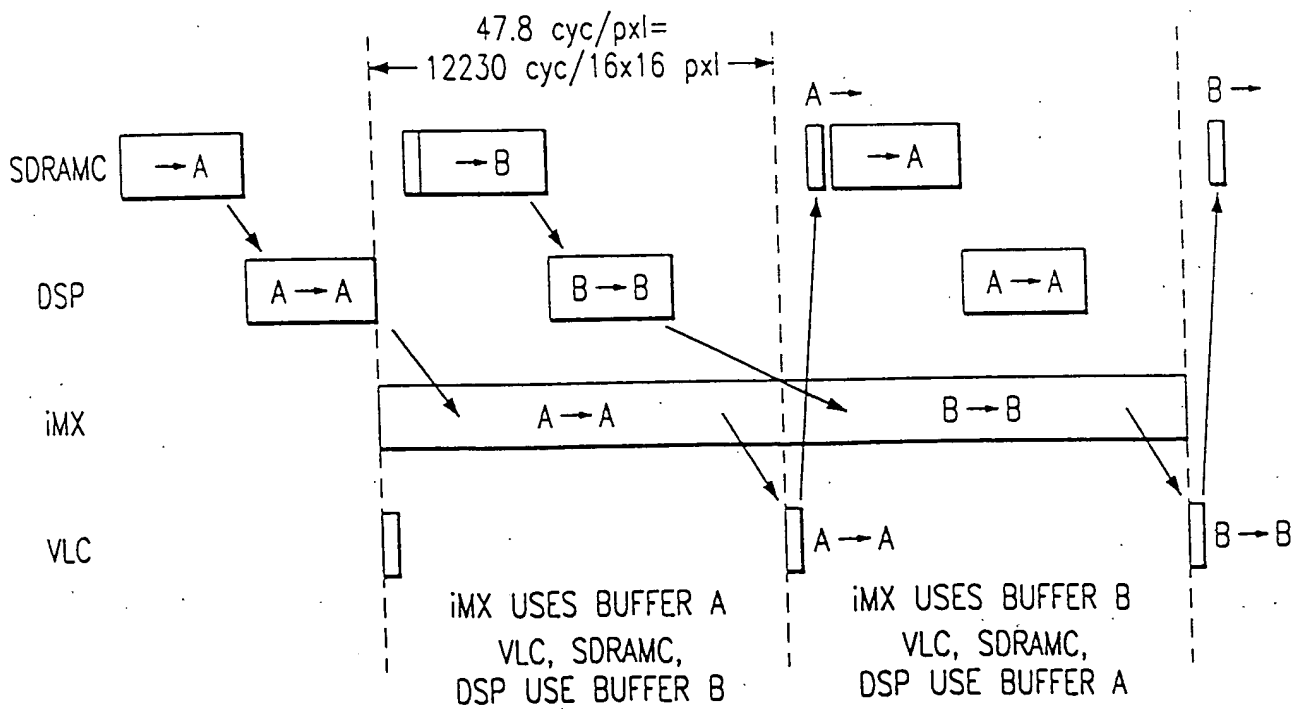 47.8 cyc/pxl=
12230 cyc/16x16 pxl
A →
B →
SDRAMC
→ A
→ B
→ A
DSP
A → A
B → B
A → A
iMX
A → A
B → B
VLC
A → A
B → B
iMX USES BUFFER A
VLC, SDRAMC,
DSP USE BUFFER B
iMX USES BUFFER B
VLC, SDRAMC,
DSP USE BUFFER A